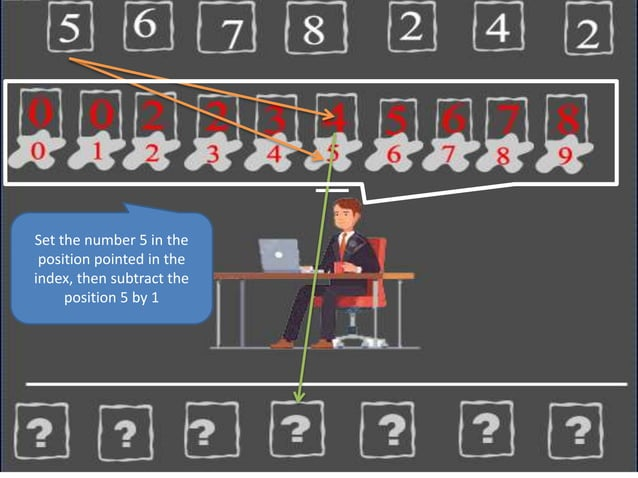 5 6 7 8 2 4 2
0 0 2 2 3 4 5 6 7 8
0 1 2 3 4 5 6 7 8 9
Set the number 5 in the
position pointed in the
index, then subtract the
position 5 by 1
? ? ? ? ? ? ?